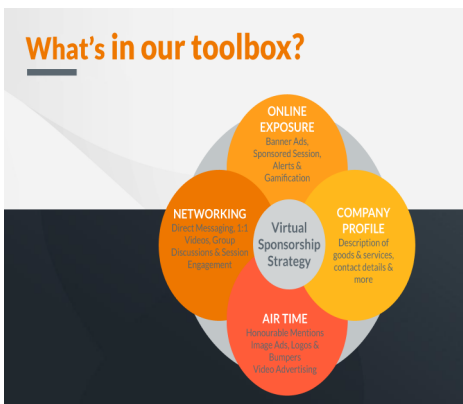 What's in our toolbox?
ONLINE
EXPOSURE
Banner Ads,
Sponsored Session,
Alerts &
Gamification
NETWORKING
Direct Messaging, 1:1
Videos, Group
Discussions & Session
Engagement
Virtual
Sponsorship
Strategy
COMPANY
PROFILE
Description of
goods & services,
contact details &
more
AIR TIME
Honourable Mentions
Image Ads, Logos &
Bumpers
Video Advertising